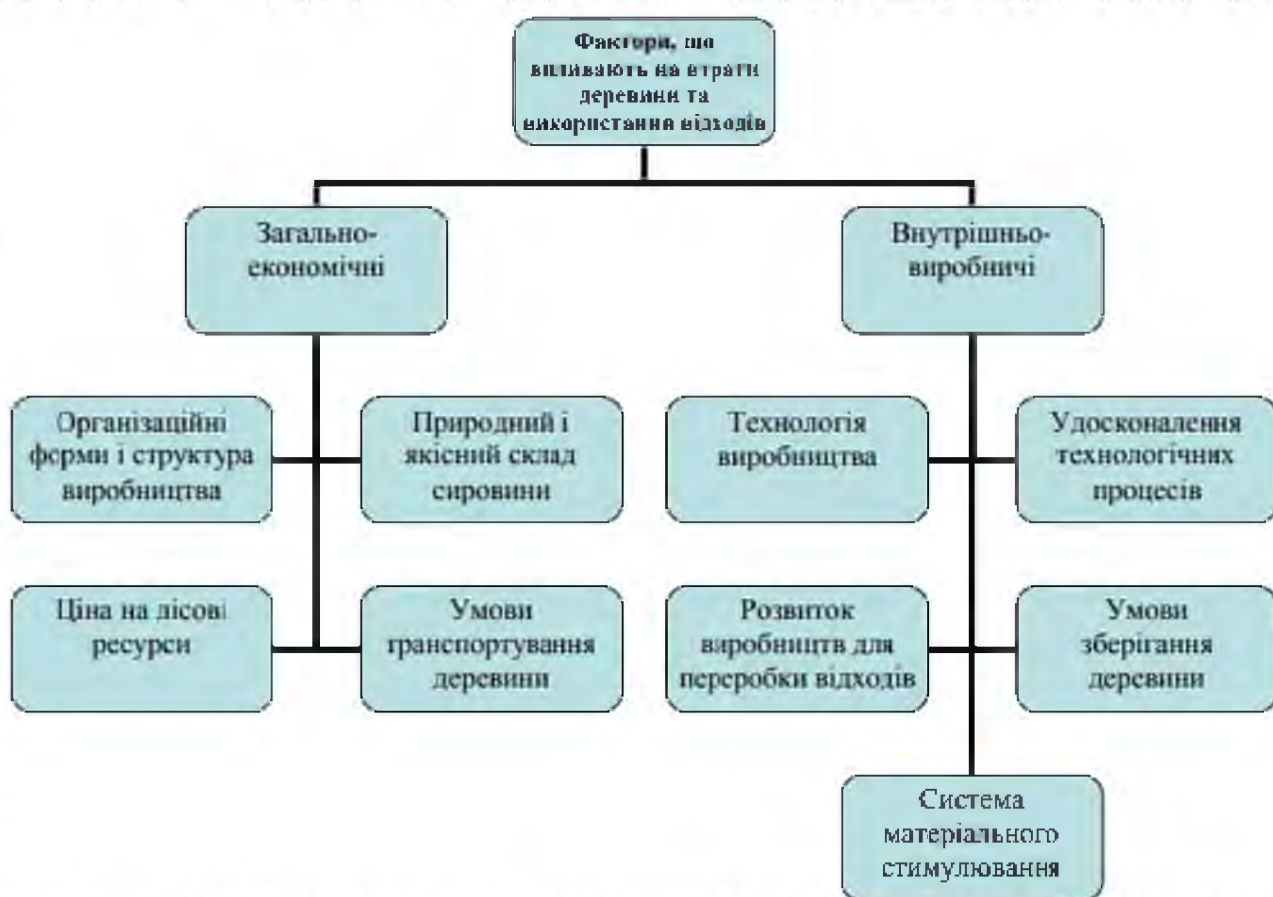 Фактори, що
впливають на втрати
деревини та
використання відходів
Загально-
економічні
Внутрішньо-
виробничі
Організаційні
форми і структура
виробництва
Природний і
якісний склад
сировини
Технологія
виробництва
Удосконалення
технологічних
процесів
Ціна на лісові
ресурси
Умови
транспортування
деревини
Розвиток
виробництв для
переробки відходів
Умови
зберігання
деревини
Система
матеріального
стимулювання